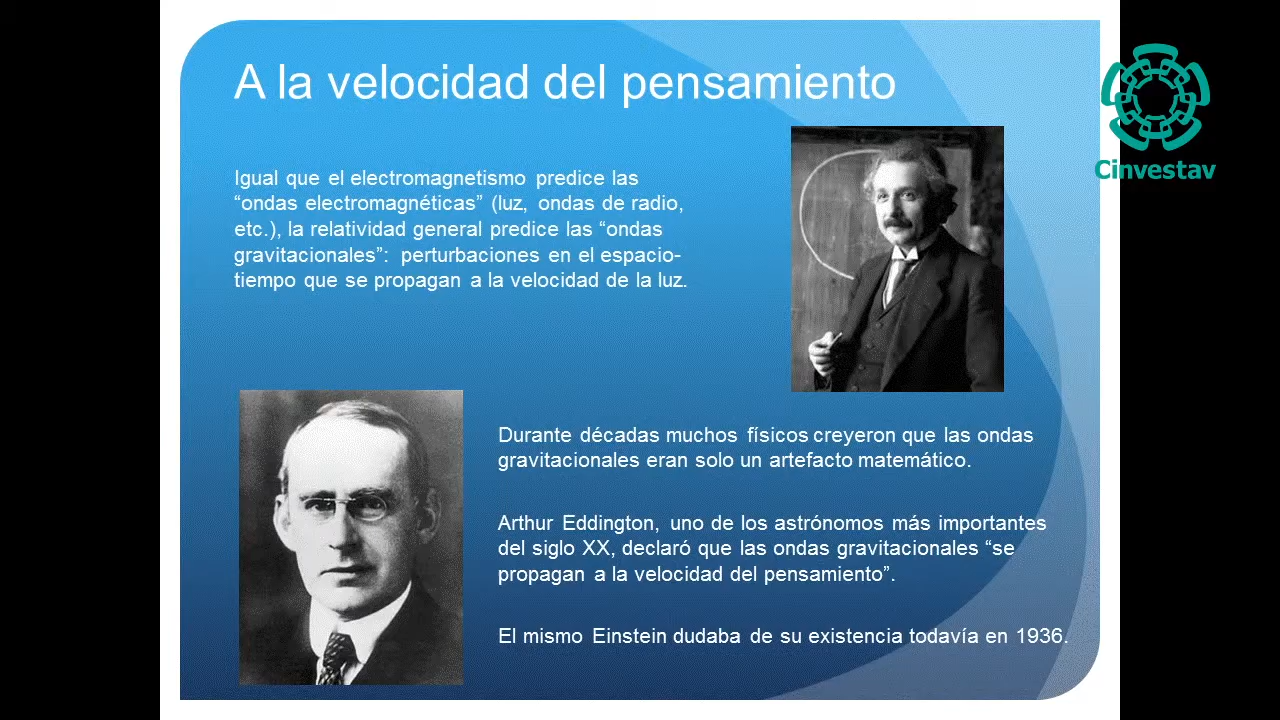 A la velocidad del pensamiento
Cinvestav
Igual que el electromagnetismo predice las
“ondas electromagnéticas” (luz, ondas de radio,
etc.), la relatividad general predice las “ondas
gravitacionales”: perturbaciones en el espacio-
tiempo que se propagan a la velocidad de la luz.
Durante décadas muchos físicos creyeron que las ondas
gravitacionales eran solo un artefacto matemático.
Arthur Eddington, uno de los astrónomos más importantes
del siglo XX, declaró que las ondas gravitacionales “se
propagan a la velocidad del pensamiento”.
El mismo Einstein dudaba de su existencia todavía en 1936.